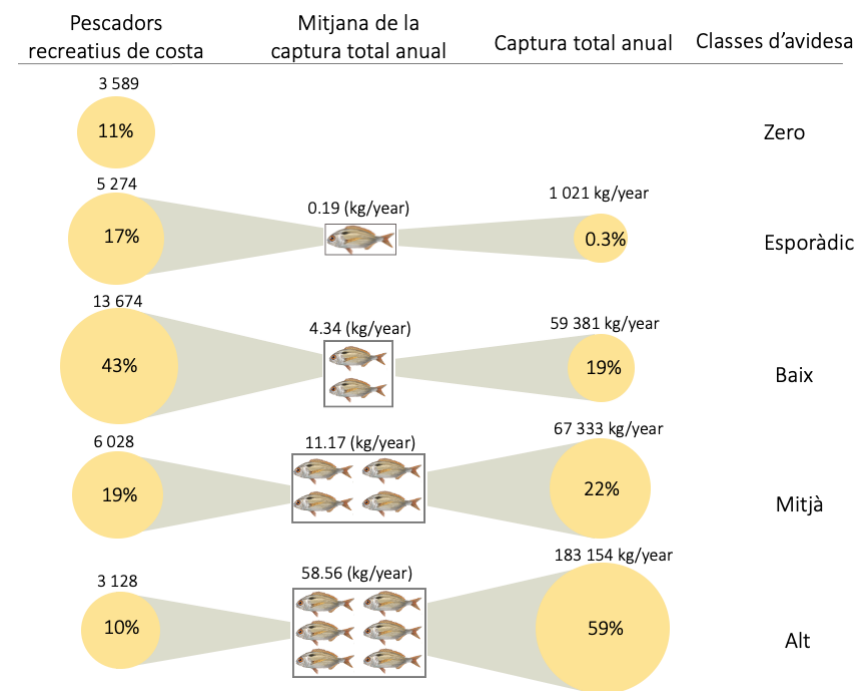 Pescadors
recreatius de costa
Mitjana de la
captura total anual
Captura total anual
Classes d'avidesa
3 589
11%
Zero
5 274
17%
0.19 (kg/year)
1 021 kg/year
0.3%
Esporàdic
13 674
43%
4.34 (kg/year)
59 381 kg/year
19%
Baix
6 028
19%
11.17 (kg/year)
67 333 kg/year
22%
Mitjà
3 128
10%
58.56 (kg/year)
183 154 kg/year
59%
Alt